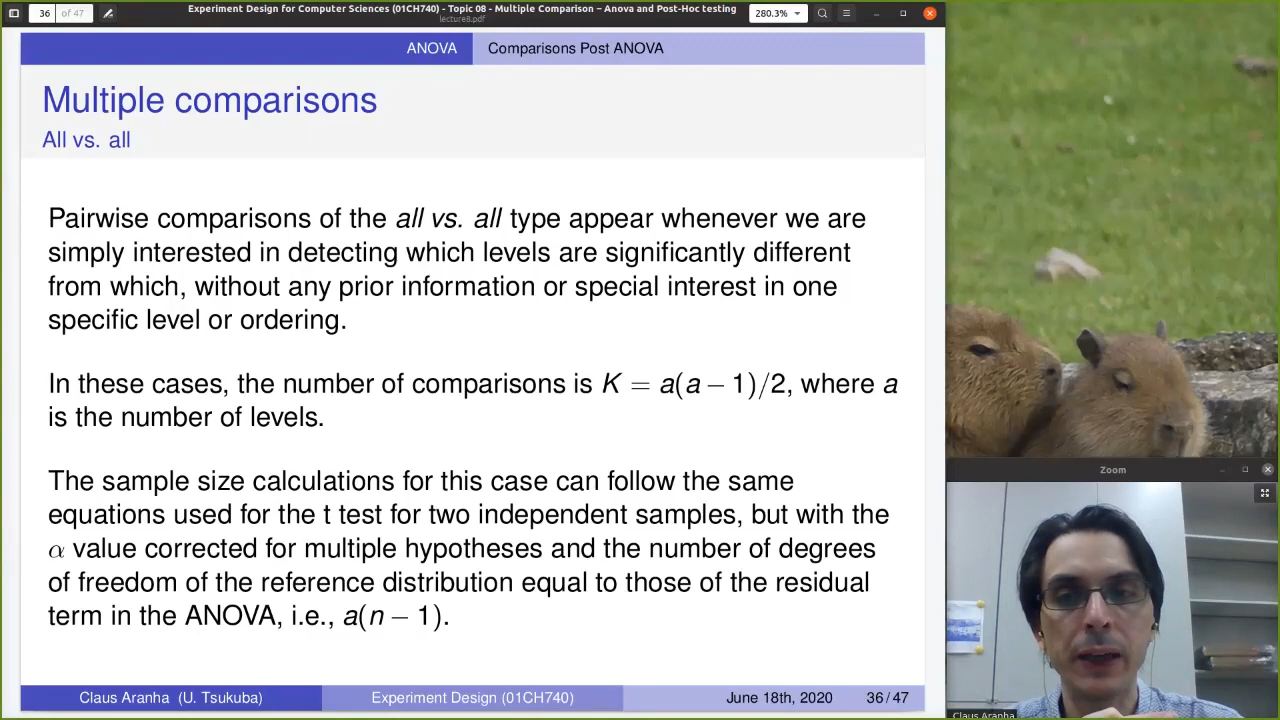 36 of 47
Experiment Design for Computer Sciences (01CH740) - Topic 08 - Multiple Comparison – Anova and Post-Hoc testing
lecture8.pdf
280.3%
ANOVA
Comparisons Post ANOVA
Multiple comparisons
All vs. all
Pairwise comparisons of the all vs. all type appear whenever we are
simply interested in detecting which levels are significantly different
from which, without any prior information or special interest in one
specific level or ordering.
In these cases, the number of comparisons is K = a(a − 1)/2, where a
is the number of levels.
The sample size calculations for this case can follow the same
equations used for the t test for two independent samples, but with the
α value corrected for multiple hypotheses and the number of degrees
of freedom of the reference distribution equal to those of the residual
term in the ANOVA, i.e., a(n − 1).
Claus Aranha (U. Tsukuba)
Experiment Design (01CH740)
June 18th, 2020
36 / 47
Zoom
Claus Aranha